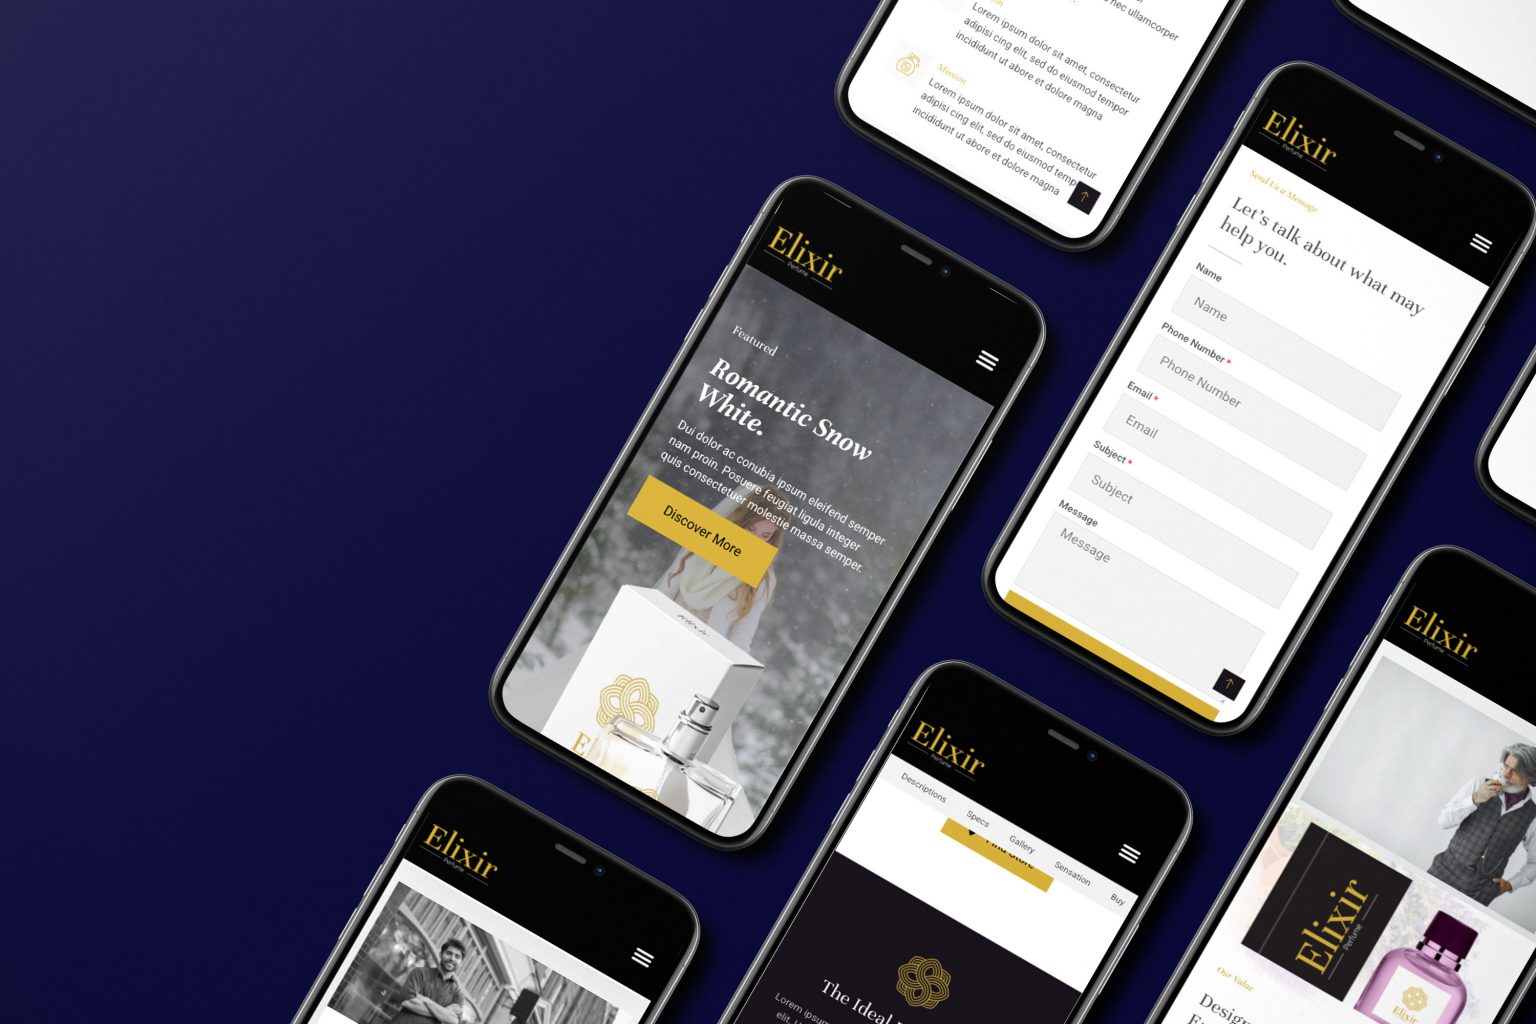 nec ullamcorper
Lorem ipsum dolor sit amet, consectetur
adipisi cing elit, sed do eiusmod tempor
incididunt ut abore et dolore magna
Mission
Lorem ipsum dolor sit amet, consectetur
adipisi cing elit, sed do eiusmod tempor
incididunt ut abore et dolore magna
Elixir
Perfume
Send Us a Message
Let's talk about what may
help you.
Name
Name
Phone Number *
Phone Number
Email *
Email
Subject *
Subject
Message
Message
Elixir
Perfume
Featured
Romantic Snow
White.
Dui dolor ac conubia ipsum eleifend semper
nam proin. Posuere feugiat ligula integer
quis consectetuer molestie massa semper.
Discover More
Elixir
Perfume
Descriptions Specs Gallery Sensation Buy
Find Store
The Ideal
Lorem ipsum
elit.
Elixir
Perfume
Elixir
Perfume
Elixir
Our Value
Design
Elixir
Perfume